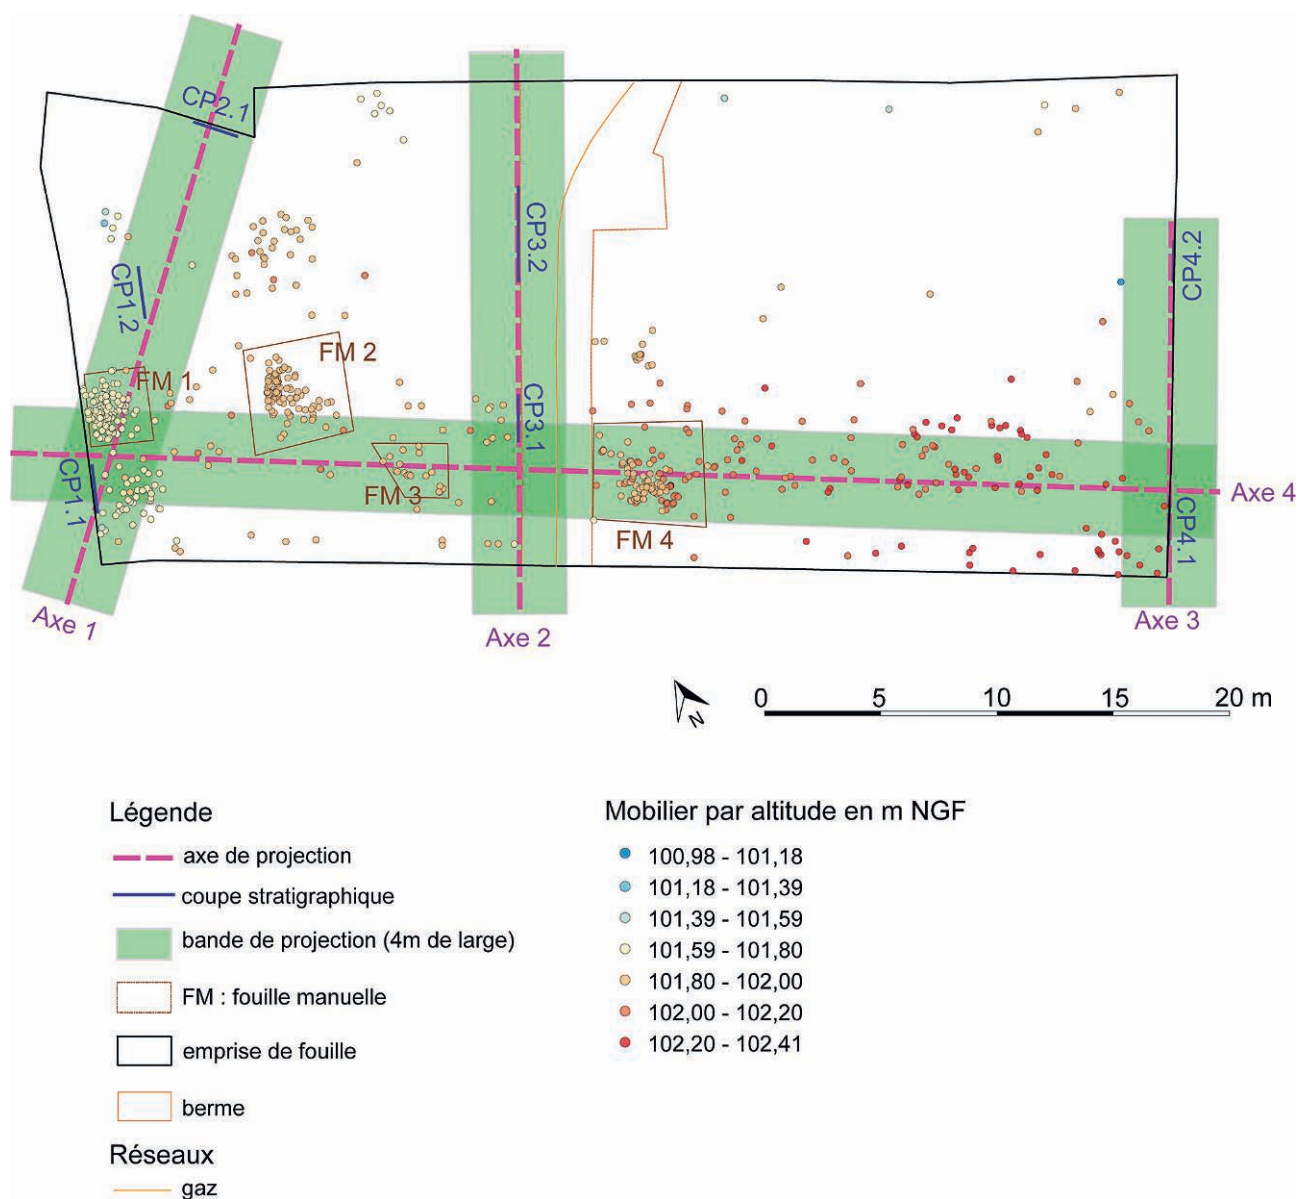 CP2.1
CP3.2
CP4.2
CP1.2
FM 2
FM 1
CP3.1
CP1.1
FM 3
Axe 4
FM 4
CP4.1
Axe 1
Axe 2
Axe 3
N
0 5 10 15 20 m
Légende
axe de projection
coupe stratigraphique
bande de projection (4m de large)
FM : fouille manuelle
emprise de fouille
berme
Réseaux
gaz
Mobilier par altitude en m NGF
100,98 - 101,18
101,18 - 101,39
101,39 - 101,59
101,59 - 101,80
101,80 - 102,00
102,00 - 102,20
102,20 - 102,41